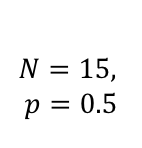 N = 15,
p = 0.5